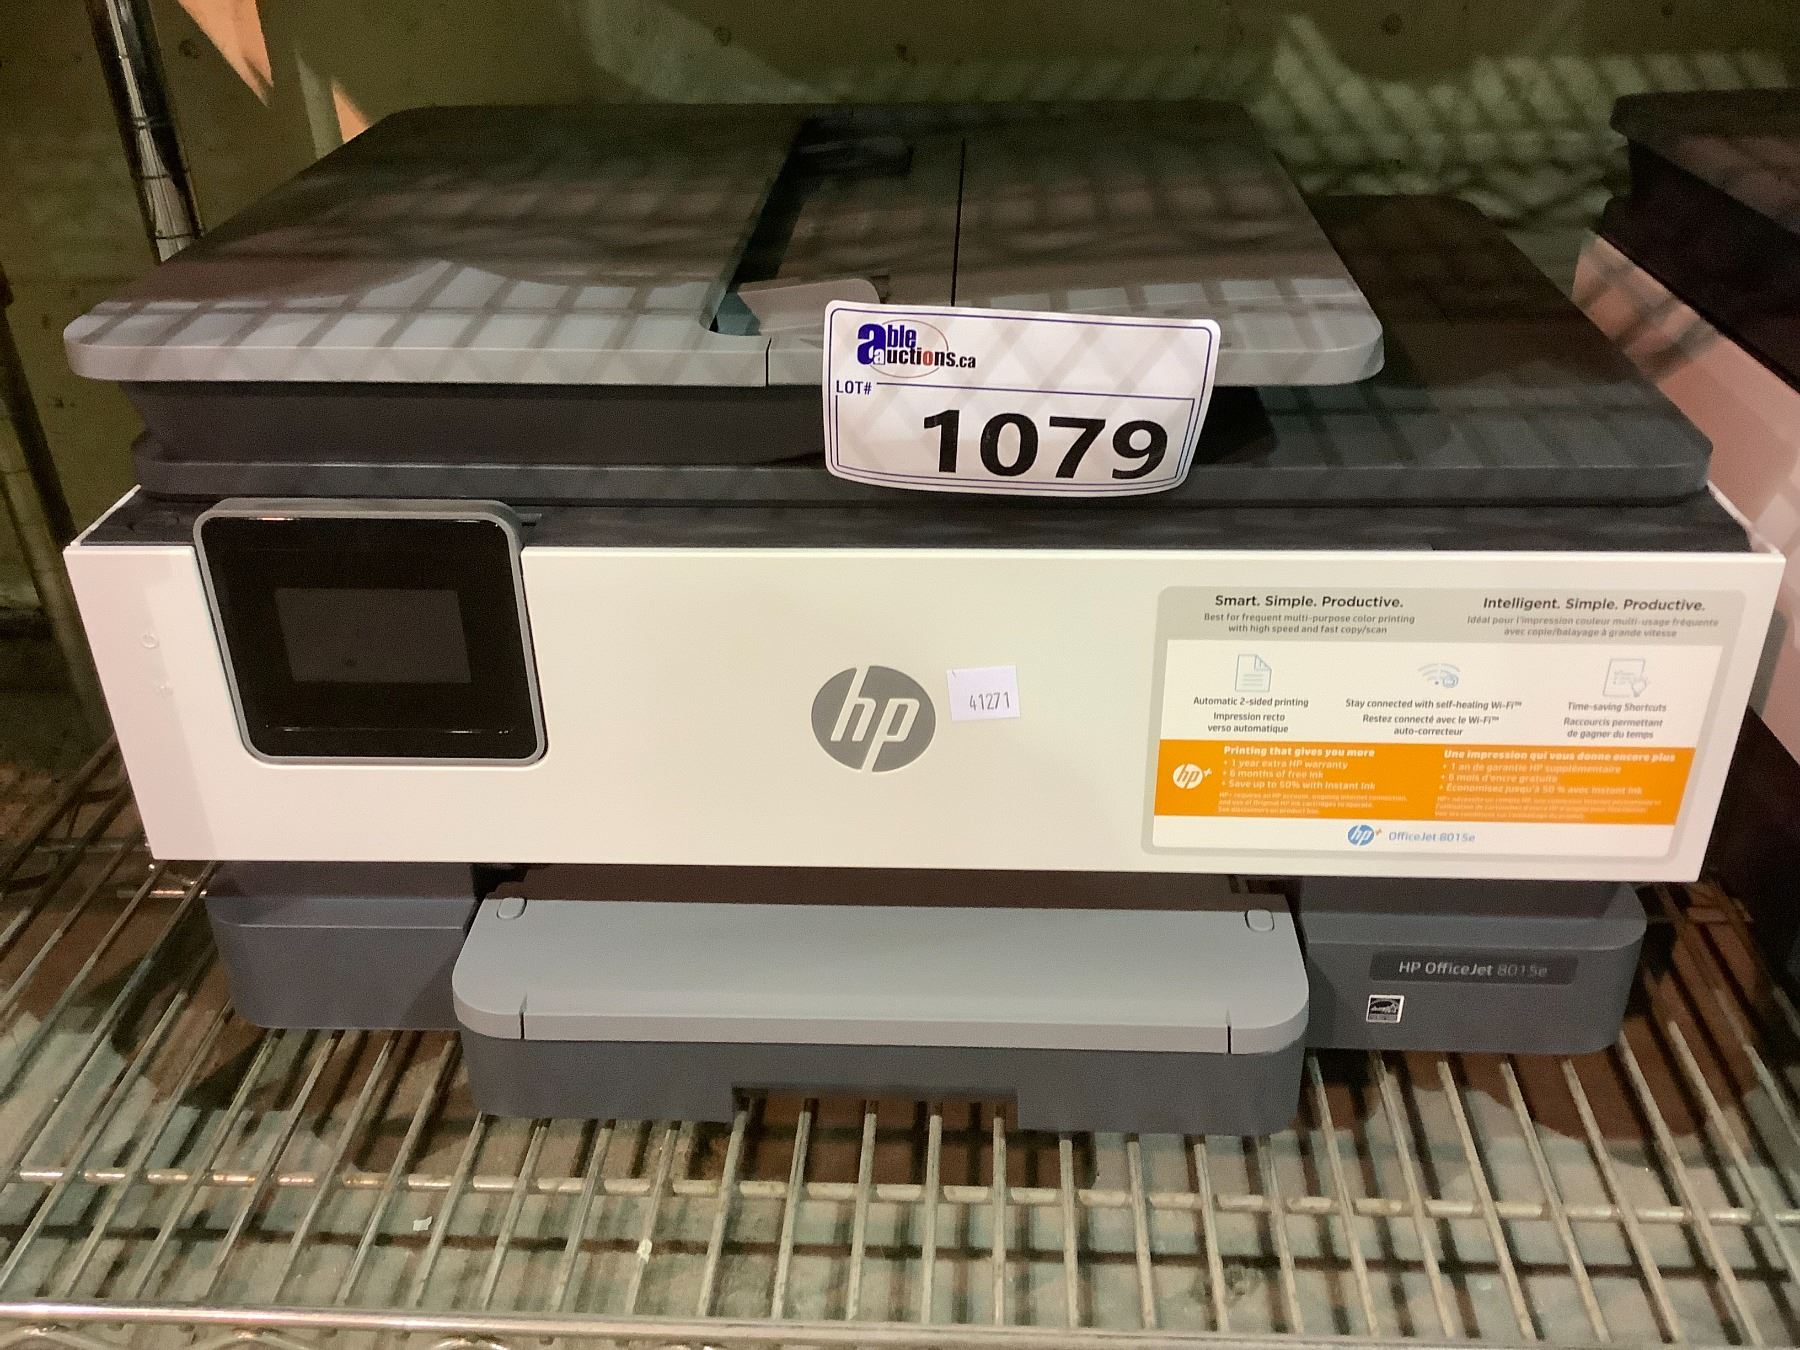 able
auctions.ca
LOT#
1079
hp
41271
Smart. Simple. Productive.
Best for frequent multi-purpose color printing
with high speed and fast copy/scan
Intelligent. Simple. Productive.
Idéal pour l'impression couleur multi-usage fréquente
avec copie/balayage à grande vitesse
Automatic 2-sided printing
Impression recto
verso automatique
Stay connected with self-healing Wi-Fi™
Restez connecté avec le Wi-Fi™
auto-correcteur
Time-saving Shortcuts
Raccourcis permettant
de gagner du temps
hp+
Printing that gives you more
+ 1 year extra HP warranty
+ 6 months of free ink
+ Save up to 50% with Instant Ink
Une impression qui vous donne encore plus
+ 1 an de garantie HP supplémentaire
+ 6 mois d'encre gratuite
+ Économisez jusqu'à 50 % avec Instant Ink
hp+ OfficeJet 8015e
HP OfficeJet 8015e